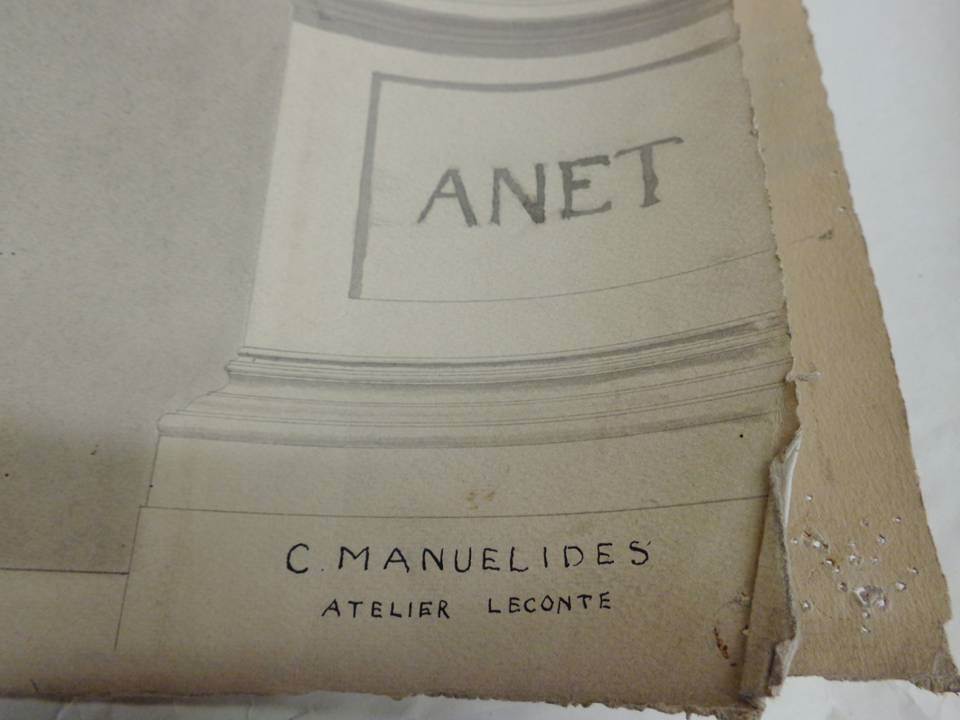 ANET
C. MANUELIDES
ATELIER LECONTE